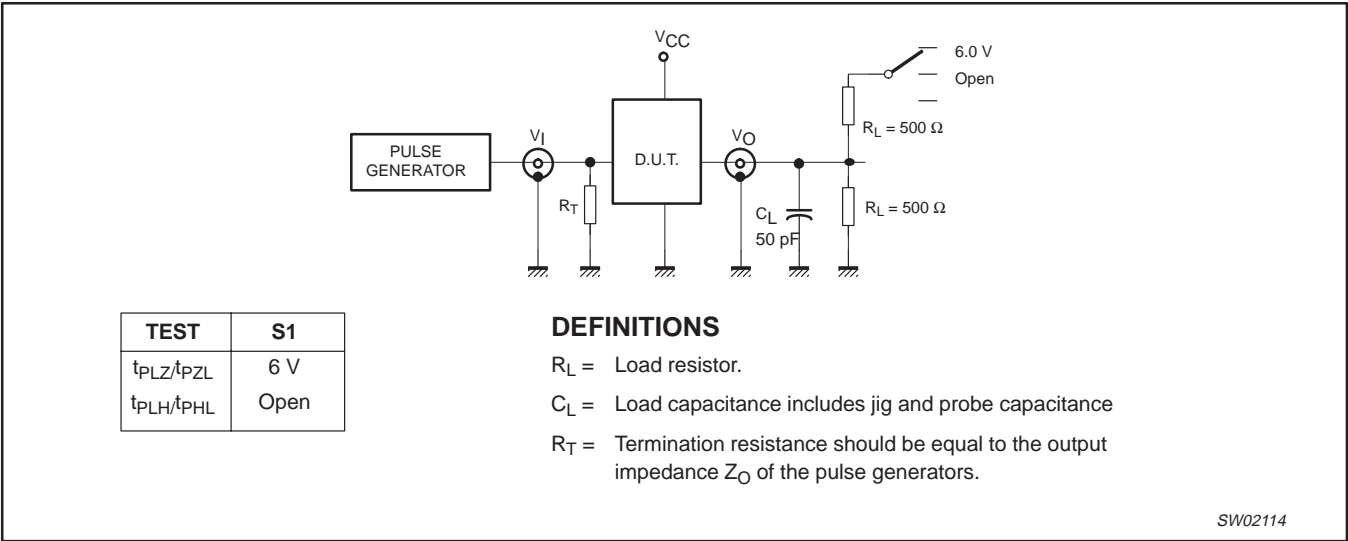 VCC
6.0 V
Open
RL = 500 Ω
PULSE
GENERATOR
VI
D.U.T.
VO
RT
CL
50 pF
RL = 500 Ω
TEST S1
tPLZ/tPZL 6 V
tPLH/tPHL Open
DEFINITIONS
RL = Load resistor.
CL = Load capacitance includes jig and probe capacitance
RT = Termination resistance should be equal to the output
impedance ZO of the pulse generators.
SW02114